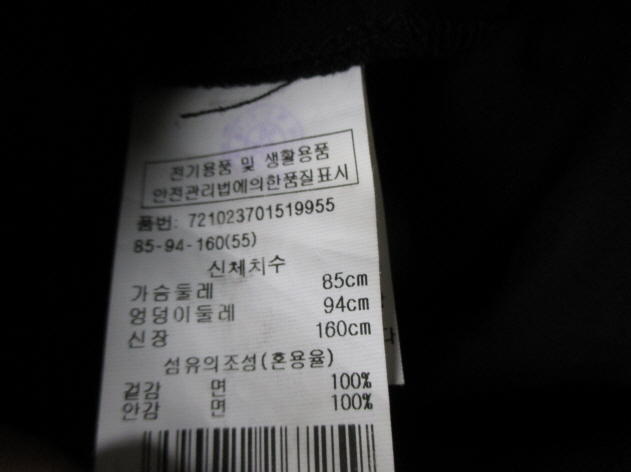 전기용품 및 생활용품
안전관리법에의한품질표시
품번: 721023701519955
85-94-160(55)
신체치수
가슴둘레 85cm
엉덩이둘레 94cm
신장 160cm
섬유의조성(혼용율)
겉감 면 100%
안감 면 100%
다